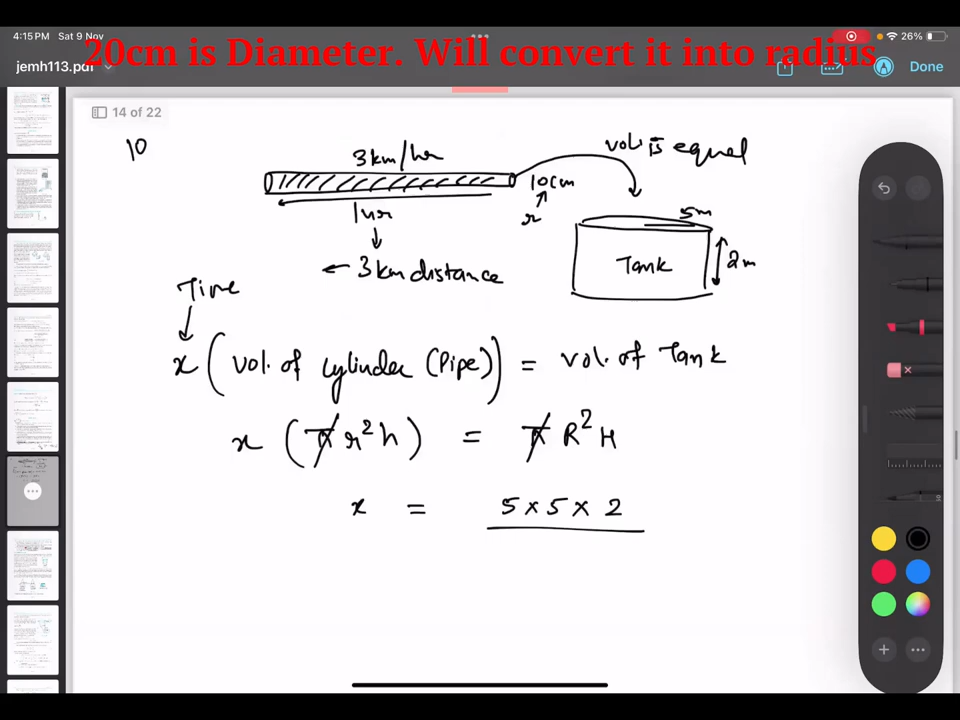 4:15 PM Sat 9 Nov
26%
20cm is Diameter. Will convert it into radius
jemh113.pdf
Done
14 of 22
10
3km/hr
vol. is equal
10cm
r
1hr
5m
Tank
2m
3km distance
Time
x (vol. of cylinder (Pipe)) = vol. of Tank
x (πr²h) = πR²H
x = 5×5×2